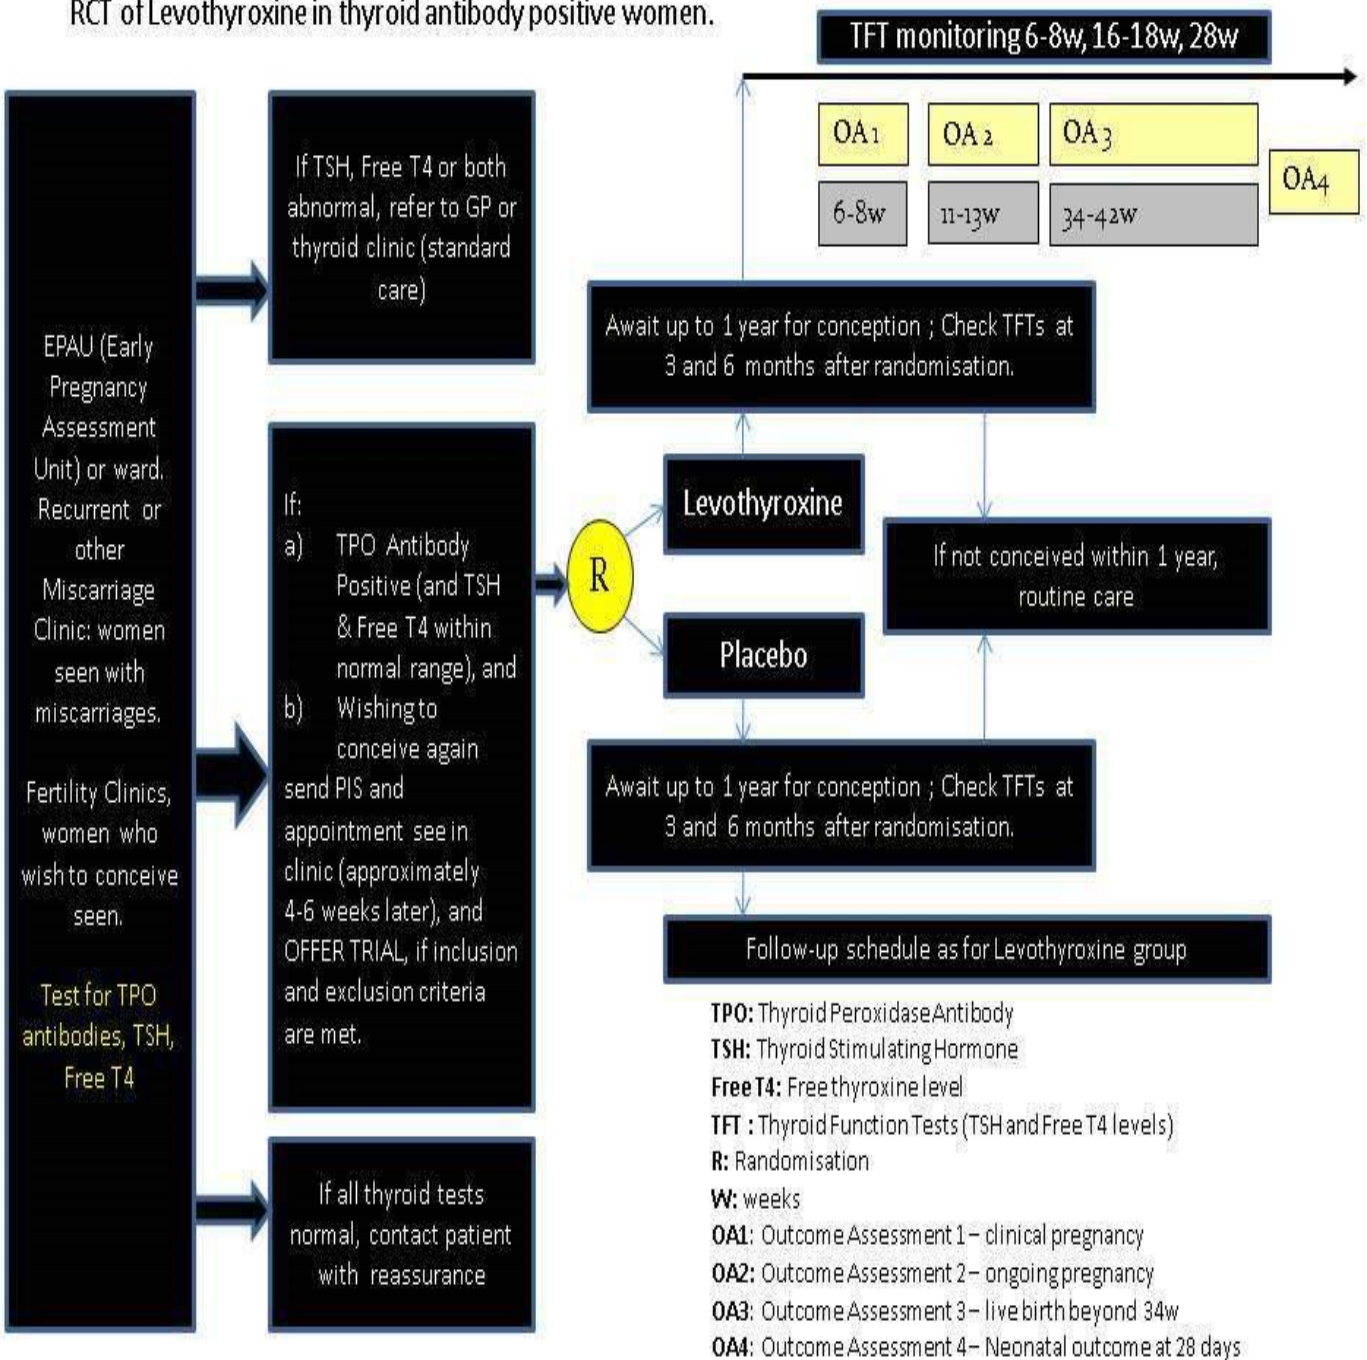 RCT of Levothyroxine in thyroid antibody positive women.
EPAU (Early
Pregnancy
Assessment
Unit) or ward.
Recurrent or
other
Miscarriage
Clinic: women
seen with
miscarriages.
Fertility Clinics,
women who
wish to conceive
seen.
Test for TPO
antibodies, TSH,
Free T4
If TSH, Free T4 or both
abnormal, refer to GP or
thyroid clinic (standard
care)
If:
a) TPO Antibody
Positive (and TSH
& Free T4 within
normal range), and
b) Wishing to
conceive again
send PIS and
appointment see in
clinic (approximately
4-6 weeks later), and
OFFER TRIAL, if inclusion
and exclusion criteria
are met.
If all thyroid tests
normal, contact patient
with reassurance
R
Levothyroxine
Placebo
TFT monitoring 6-8w, 16-18w, 28w
OA1
OA2
OA3
OA4
6-8w
11-13w
34-42w
Await up to 1 year for conception ; Check TFTs at
3 and 6 months after randomisation.
If not conceived within 1 year,
routine care
Await up to 1 year for conception ; Check TFTs at
3 and 6 months after randomisation.
Follow-up schedule as for Levothyroxine group
TPO: Thyroid Peroxidase Antibody
TSH: Thyroid Stimulating Hormone
Free T4: Free thyroxine level
TFT : Thyroid Function Tests (TSH and Free T4 levels)
R: Randomisation
W: weeks
OA1: Outcome Assessment 1 – clinical pregnancy
OA2: Outcome Assessment 2 – ongoing pregnancy
OA3: Outcome Assessment 3 – live birth beyond 34w
OA4: Outcome Assessment 4 – Neonatal outcome at 28 days